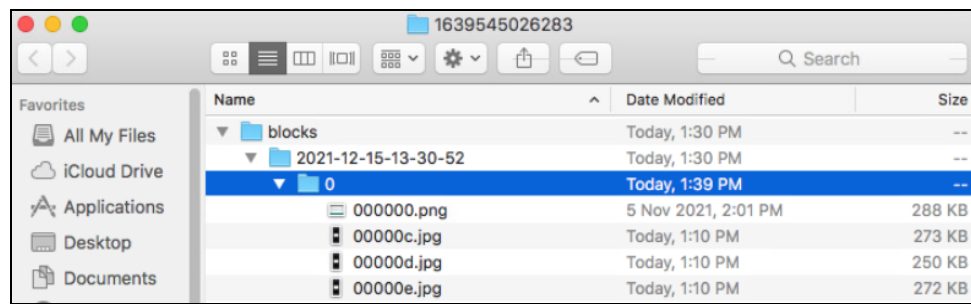 1639545026283
Search
Favorites
All My Files
iCloud Drive
Applications
Desktop
Documents
Name Date Modified Size
blocks Today, 1:30 PM --
2021-12-15-13-30-52 Today, 1:30 PM --
0 Today, 1:39 PM --
000000.png 5 Nov 2021, 2:01 PM 288 KB
00000c.jpg Today, 1:10 PM 273 KB
00000d.jpg Today, 1:10 PM 250 KB
00000e.jpg Today, 1:10 PM 272 KB